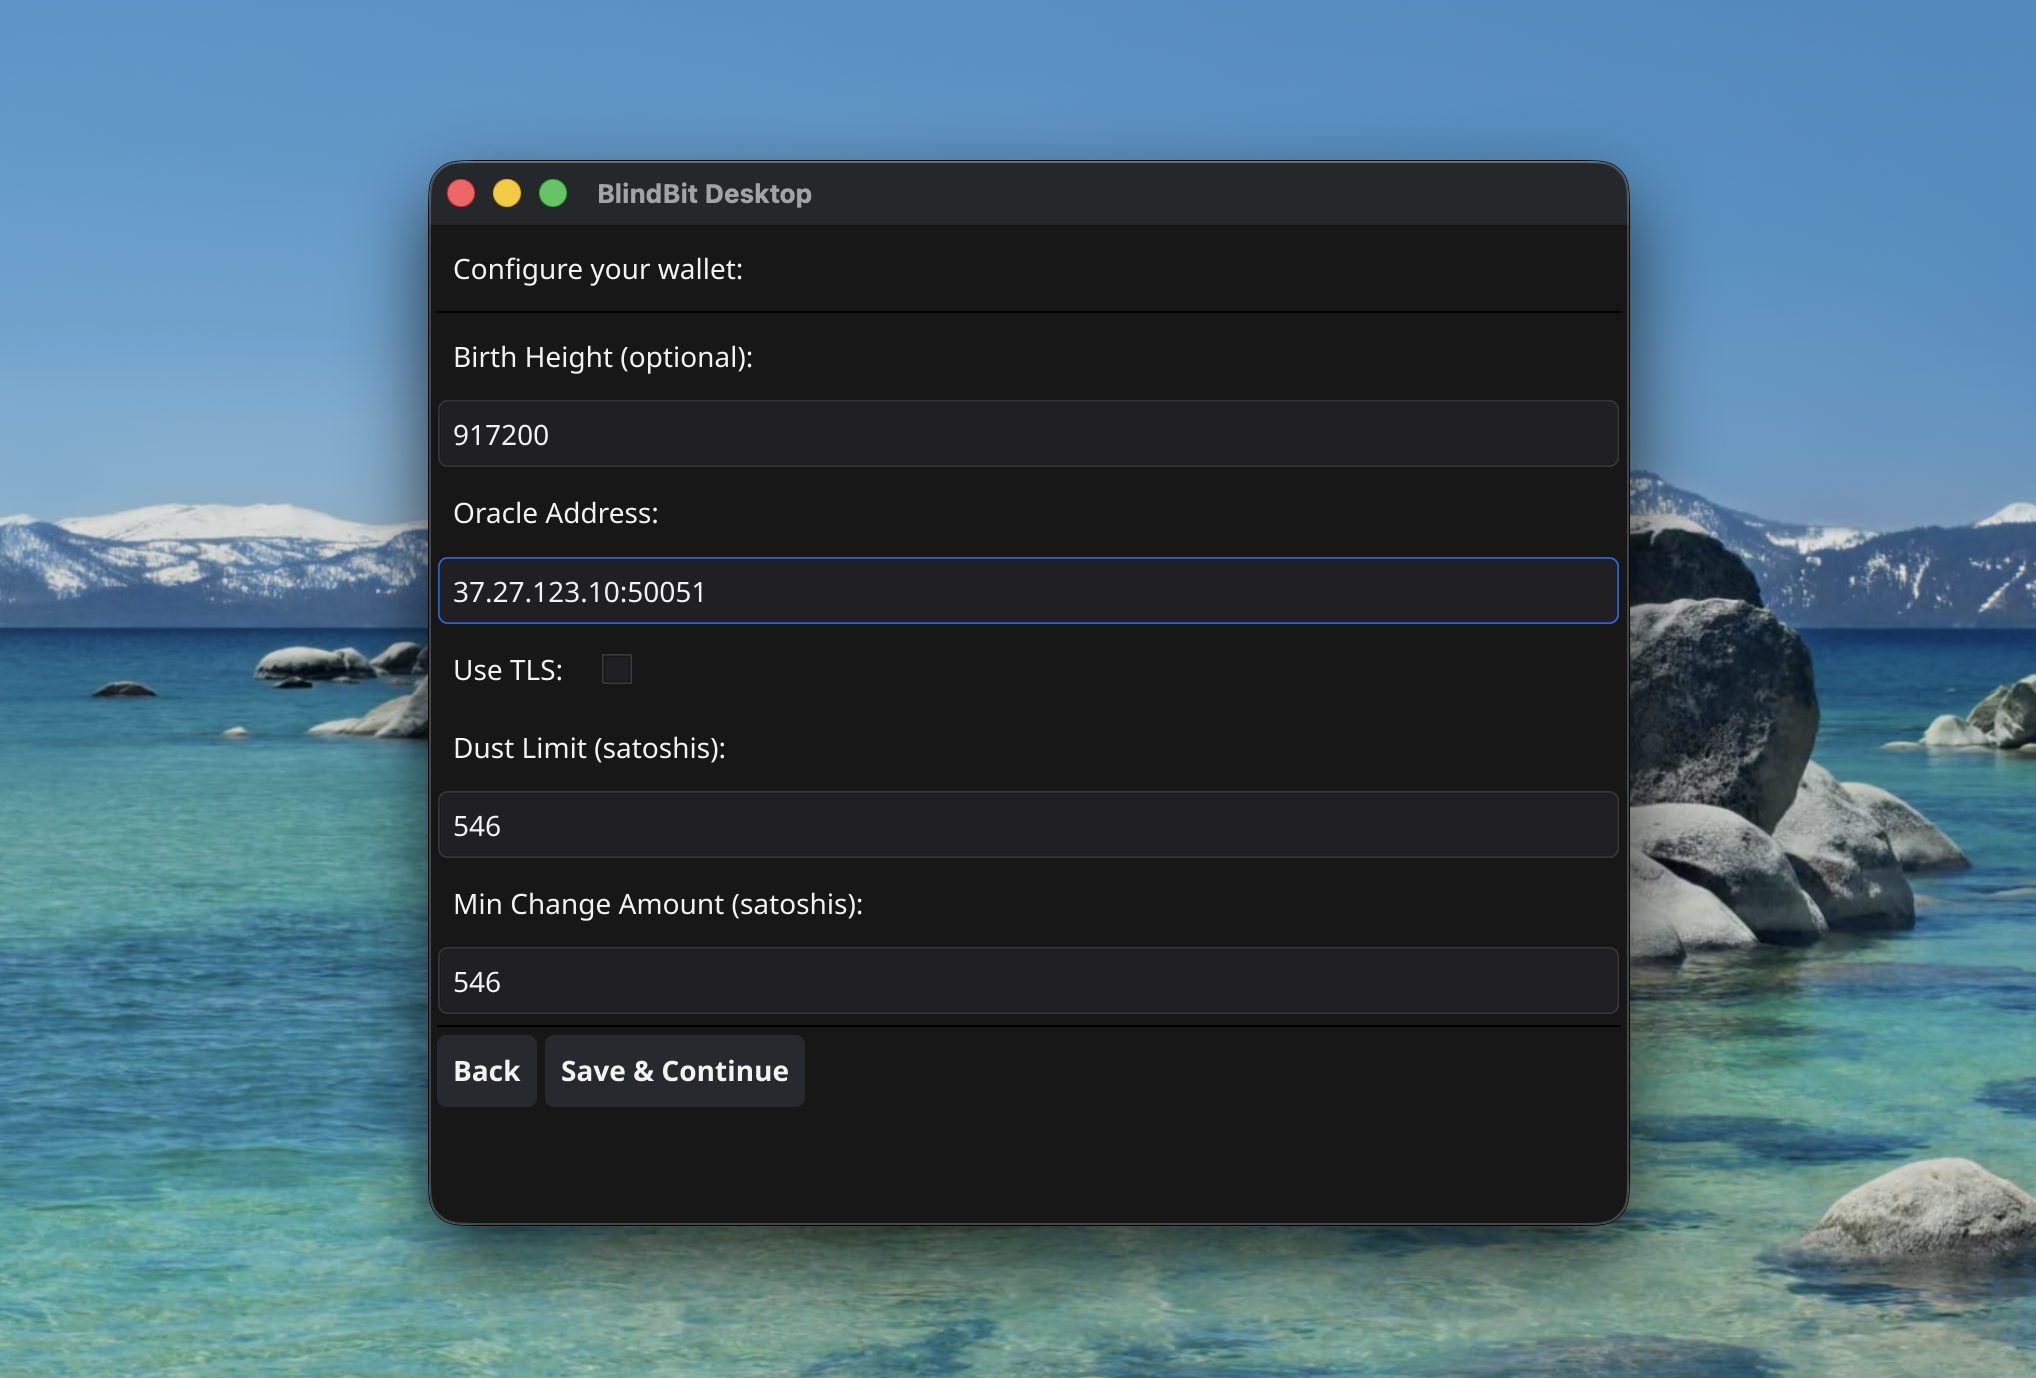 BlindBit Desktop
Configure your wallet:
Birth Height (optional):
917200
Oracle Address:
37.27.123.10:50051
Use TLS:
Dust Limit (satoshis):
546
Min Change Amount (satoshis):
546
Back
Save & Continue